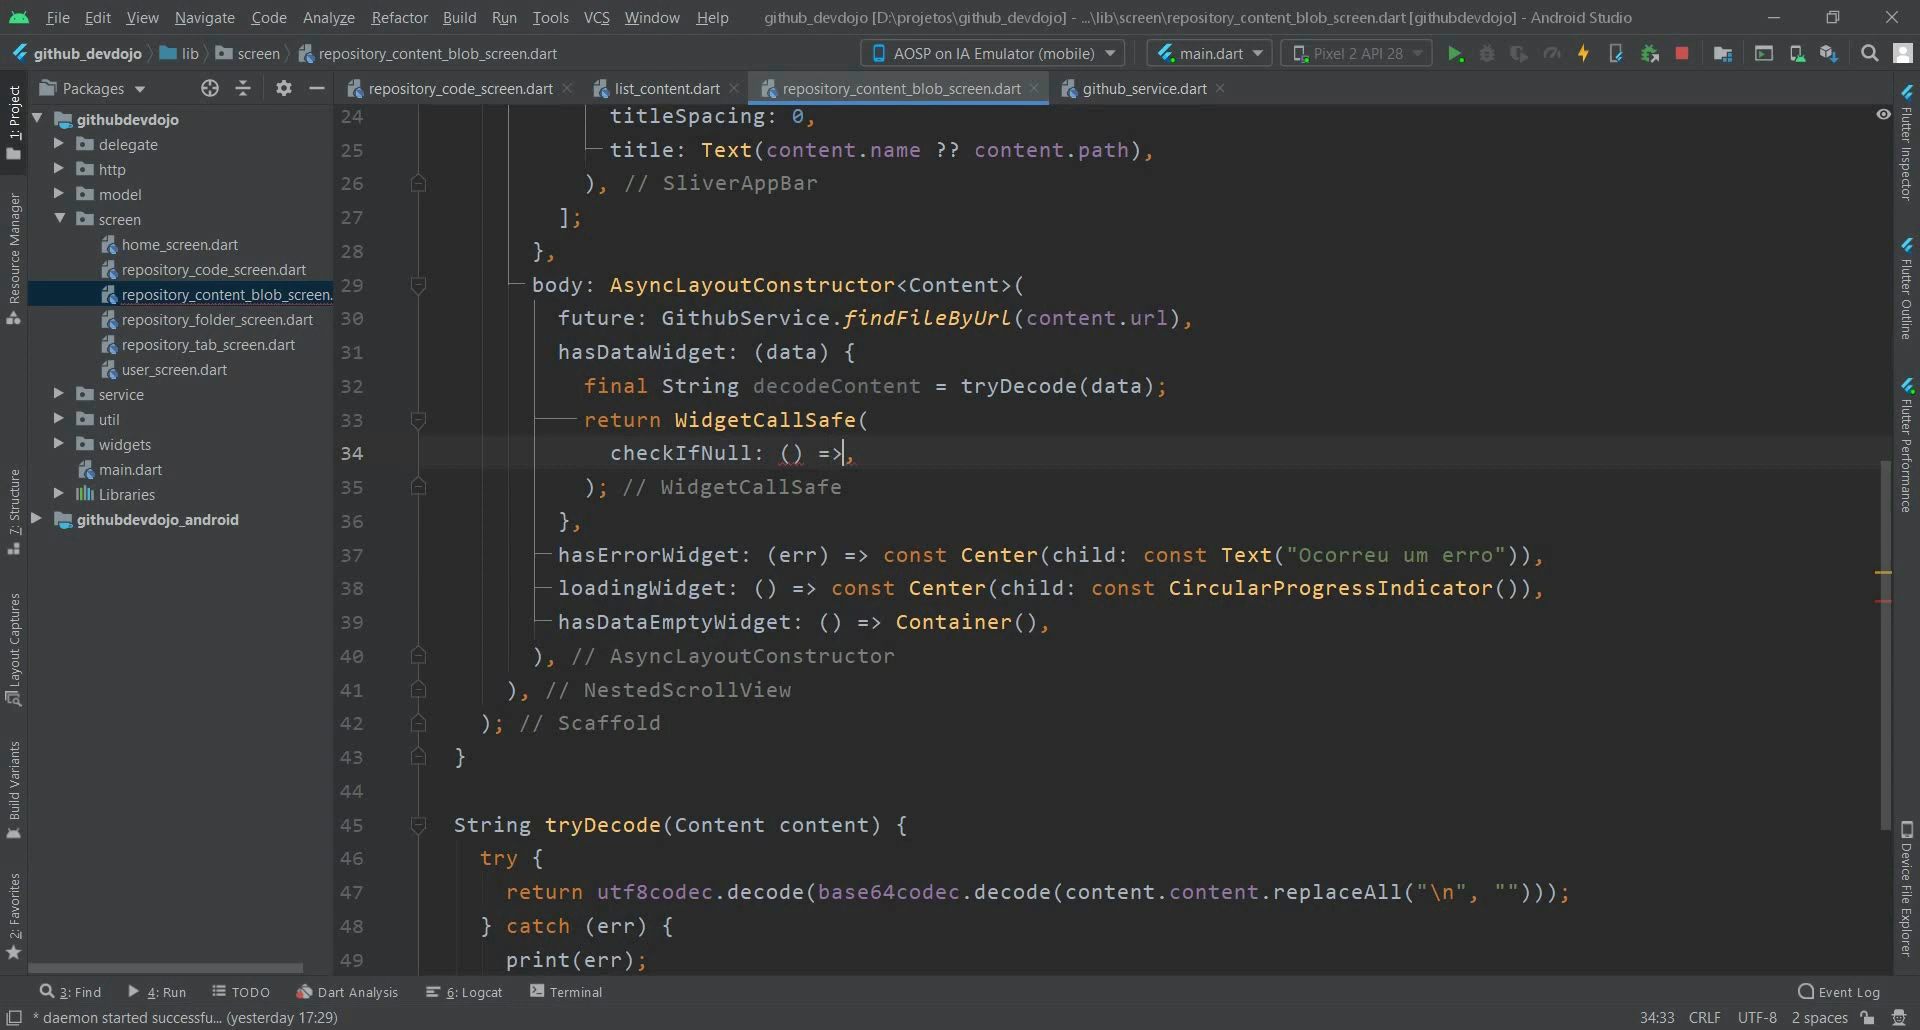 File Edit View Navigate Code Analyze Refactor Build Run Tools VCS Window Help github_devdojo [D:\projetos\github_devdojo] - ...\lib\screen\repository_content_blob_screen.dart [githubdevdojo] - Android Studio
github_devdojo lib screen repository_content_blob_screen.dart AOSP on IA Emulator (mobile) main.dart Pixel 2 API 28
Packages repository_code_screen.dart list_content.dart repository_content_blob_screen.dart github_service.dart
1: Project
Resource Manager
7: Structure
Layout Captures
Build Variants
2: Favorites
githubdevdojo
delegate
http
model
screen
home_screen.dart
repository_code_screen.dart
repository_content_blob_screen.
repository_folder_screen.dart
repository_tab_screen.dart
user_screen.dart
service
util
widgets
main.dart
Libraries
githubdevdojo_android
24 titleSpacing: 0,
25 title: Text(content.name ?? content.path),
26 ), // SliverAppBar
27 ];
28 },
29 body: AsyncLayoutConstructor<Content>(
30 future: GithubService.findFileByUrl(content.url),
31 hasDataWidget: (data) {
32 final String decodeContent = tryDecode(data);
33 return WidgetCallSafe(
34 checkIfNull: () =>,
35 ); // WidgetCallSafe
36 },
37 hasErrorWidget: (err) => const Center(child: const Text("Ocorreu um erro")),
38 loadingWidget: () => const Center(child: const CircularProgressIndicator()),
39 hasDataEmptyWidget: () => Container(),
40 ), // AsyncLayoutConstructor
41 ), // NestedScrollView
42 ); // Scaffold
43 }
44
45 String tryDecode(Content content) {
46 try {
47 return utf8codec.decode(base64codec.decode(content.content.replaceAll("\n", "")));
48 } catch (err) {
49 print(err);
Flutter Inspector
Flutter Outline
Flutter Performance
Device File Explorer
3: Find 4: Run TODO Dart Analysis 6: Logcat Terminal Event Log
* daemon started successfu... (yesterday 17:29) 34:33 CRLF UTF-8 2 spaces